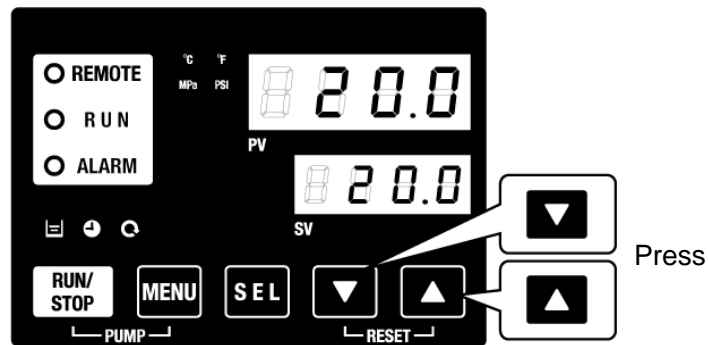 REMOTE
°C °F
MPa PSI
RUN
ALARM
20.0
PV
20.0
SV
RUN/
STOP
MENU
SEL
PUMP
RESET
Press